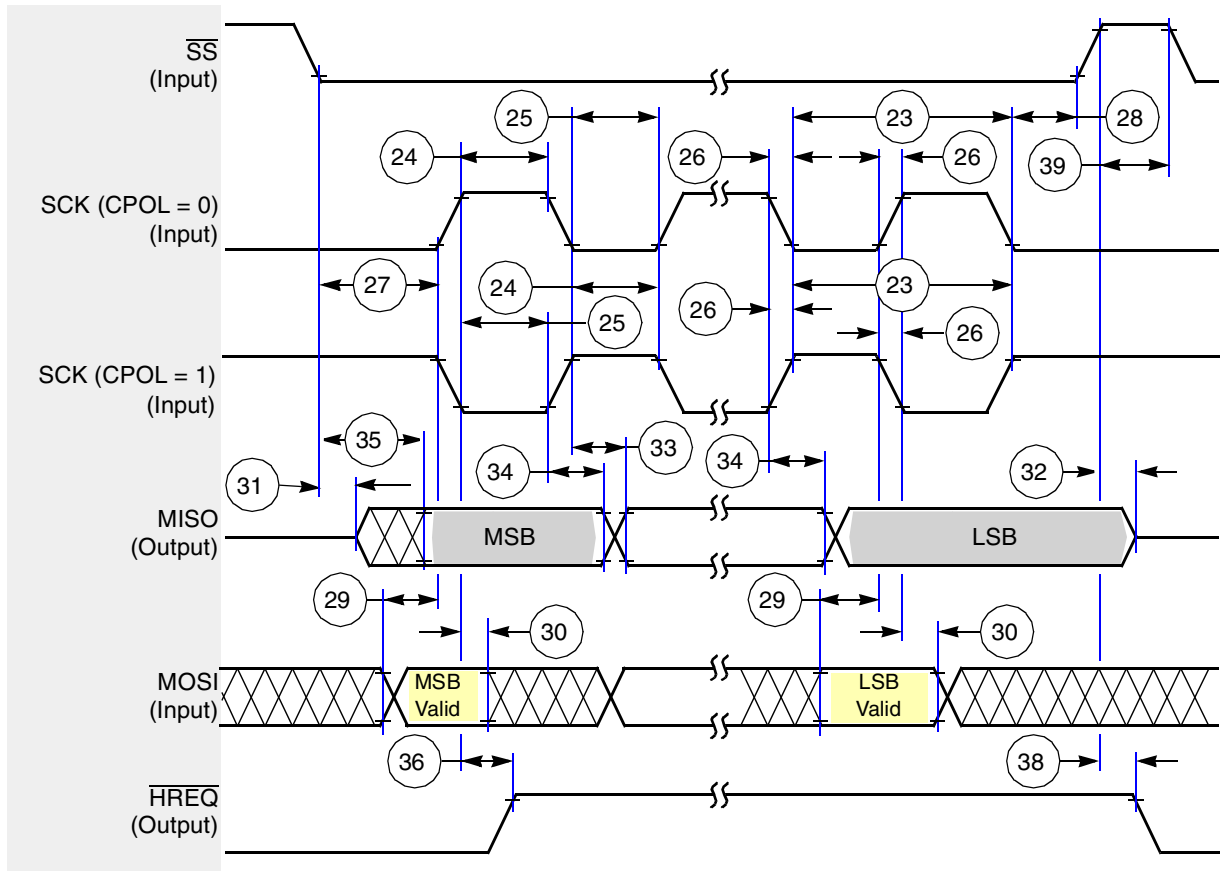 SS
(Input)
25
23
28
24
26
26
39
SCK (CPOL = 0)
(Input)
27
24
23
26
25
26
SCK (CPOL = 1)
(Input)
35
33
34
34
31
32
MISO
(Output)
MSB
LSB
29
29
30
30
MOSI
(Input)
MSB
Valid
LSB
Valid
36
38
HREQ
(Output)